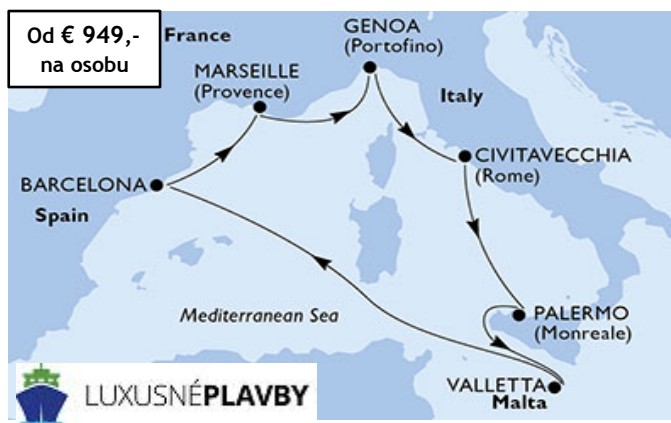 Od € 949,-
na osobu
France
GENOA
(Portofino)
MARSEILLE
(Provence)
Italy
CIVITAVECCHIA
(Rome)
BARCELONA
Spain
Mediterranean Sea
PALERMO
(Monreale)
VALLETTA
Malta
LUXUSNÉPLAVBY